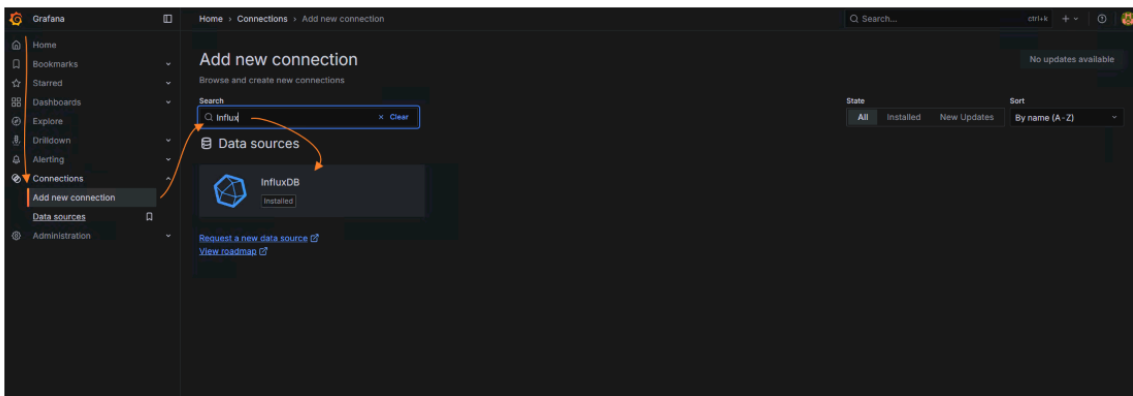 Grafana
Home › Connections › Add new connection
Search...
ctrl+k
Home
Bookmarks
Starred
Dashboards
Explore
Drilldown
Alerting
Connections
Add new connection
Data sources
Administration
Add new connection
Browse and create new connections
No updates available
Search
Influx
Clear
State
All Installed New Updates
Sort
By name (A-Z)
Data sources
InfluxDB
Installed
Request a new data source
View roadmap